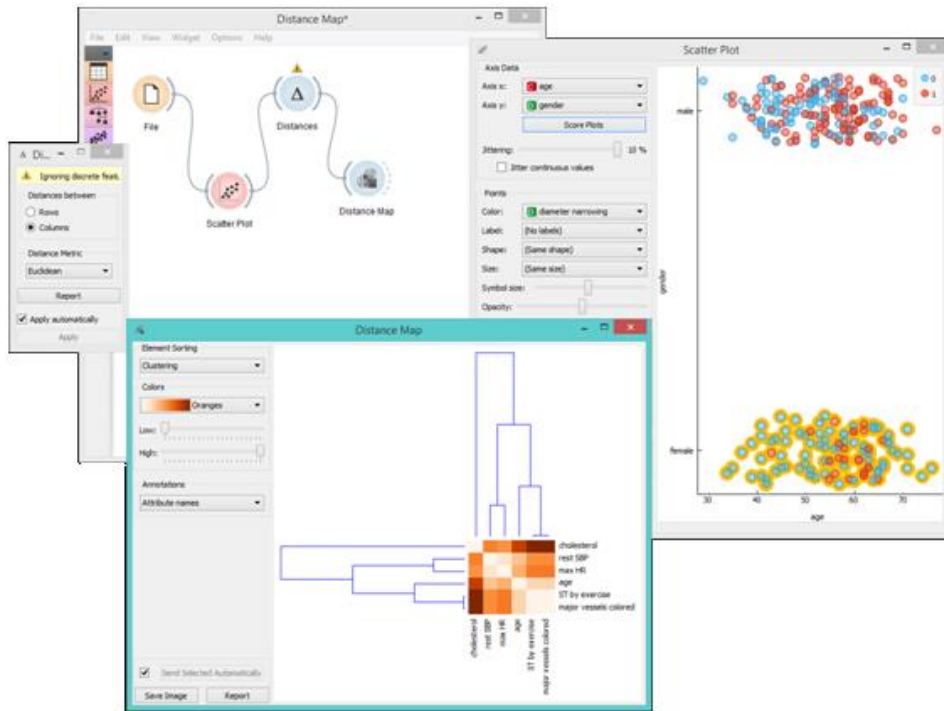 Distance Map*
File Edit View Widget Options Help
File
Scatter Plot
Distances
Distance Map
Di...
Ignoring discrete feat.
Distances between
Rows
Columns
Distance Metric
Euclidean
Report
Apply automatically
Apply
Scatter Plot
Axis Data
Axis x: age
Axis y: gender
Score Plots
Jittering: 10 %
Jitter continuous values
Points
Color: diameter narrowing
Label: (No labels)
Shape: (Same shape)
Size: (Same size)
Symbol size:
Opacity:
0
1
male
gender
female
30 40 50 60 70
age
Distance Map
Element Sorting
Clustering
Colors
Oranges
Low:
High:
Annotations
Attribute names
Send Selected Automatically
Save Image Report
cholesterol
rest SBP
max HR
age
ST by exercise
major vessels colored
cholesterol
rest SBP
max HR
age
ST by exercise
major vessels colored